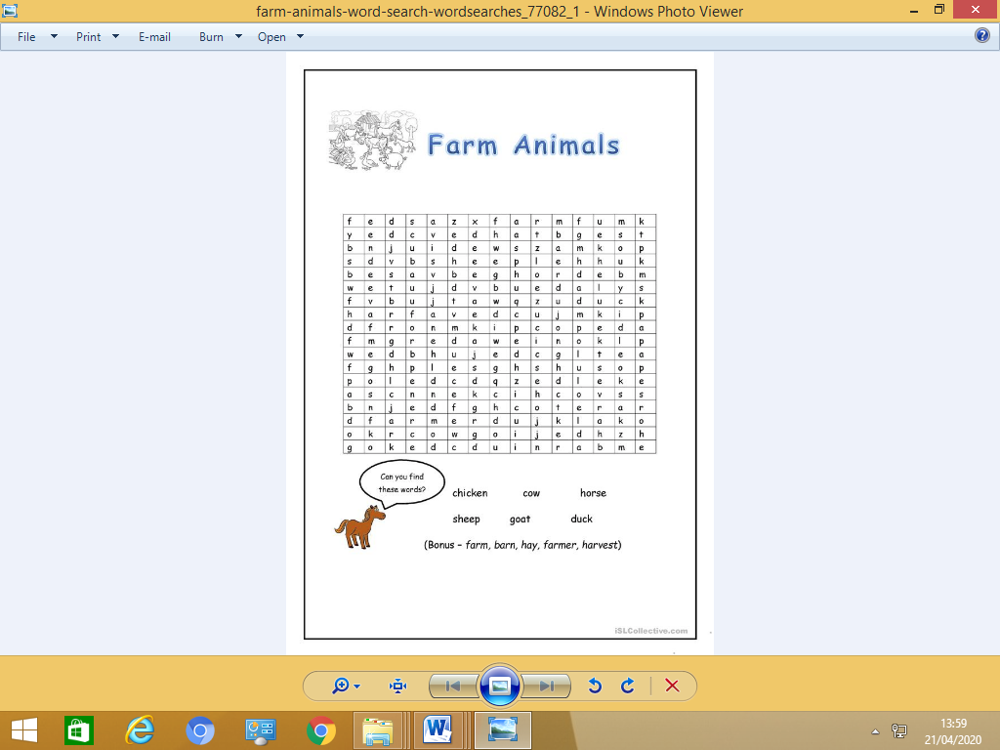 farm-animals-word-search-wordsearches_77082_1 - Windows Photo Viewer
File Print E-mail Burn Open
Farm Animals
f e d s a z x f a r m f u m k
y e d c v e d h a t b g e s t
b n j u i d e w s z a m k o p
s d v b s h e e p l e h h u k
b e s a v b e g h o r d e b m
w e t u j d v b u e d a l y s
f v b u j t a w q z u d u c k
h a r f a v e d c u j m k i p
d f r o n m k i p c o p e d a
f m g r e d a w e i n o k l p
w e d b h u j e d c g l t e a
f g h p l e s g h s h u s o p
p o l e d c d q z e d l e k e
a s c n n e k c i h c o v s s
b n j e d f g h c o t e r a r
d f a r m e r d u j k l a k o
o k r c o w g o i j e d h z h
g o k e d c d u i n r a b m e
Can you find
these words?
chicken cow horse
sheep goat duck
(Bonus – farm, barn, hay, farmer, harvest)
iSLCollective.com
13:59
21/04/2020